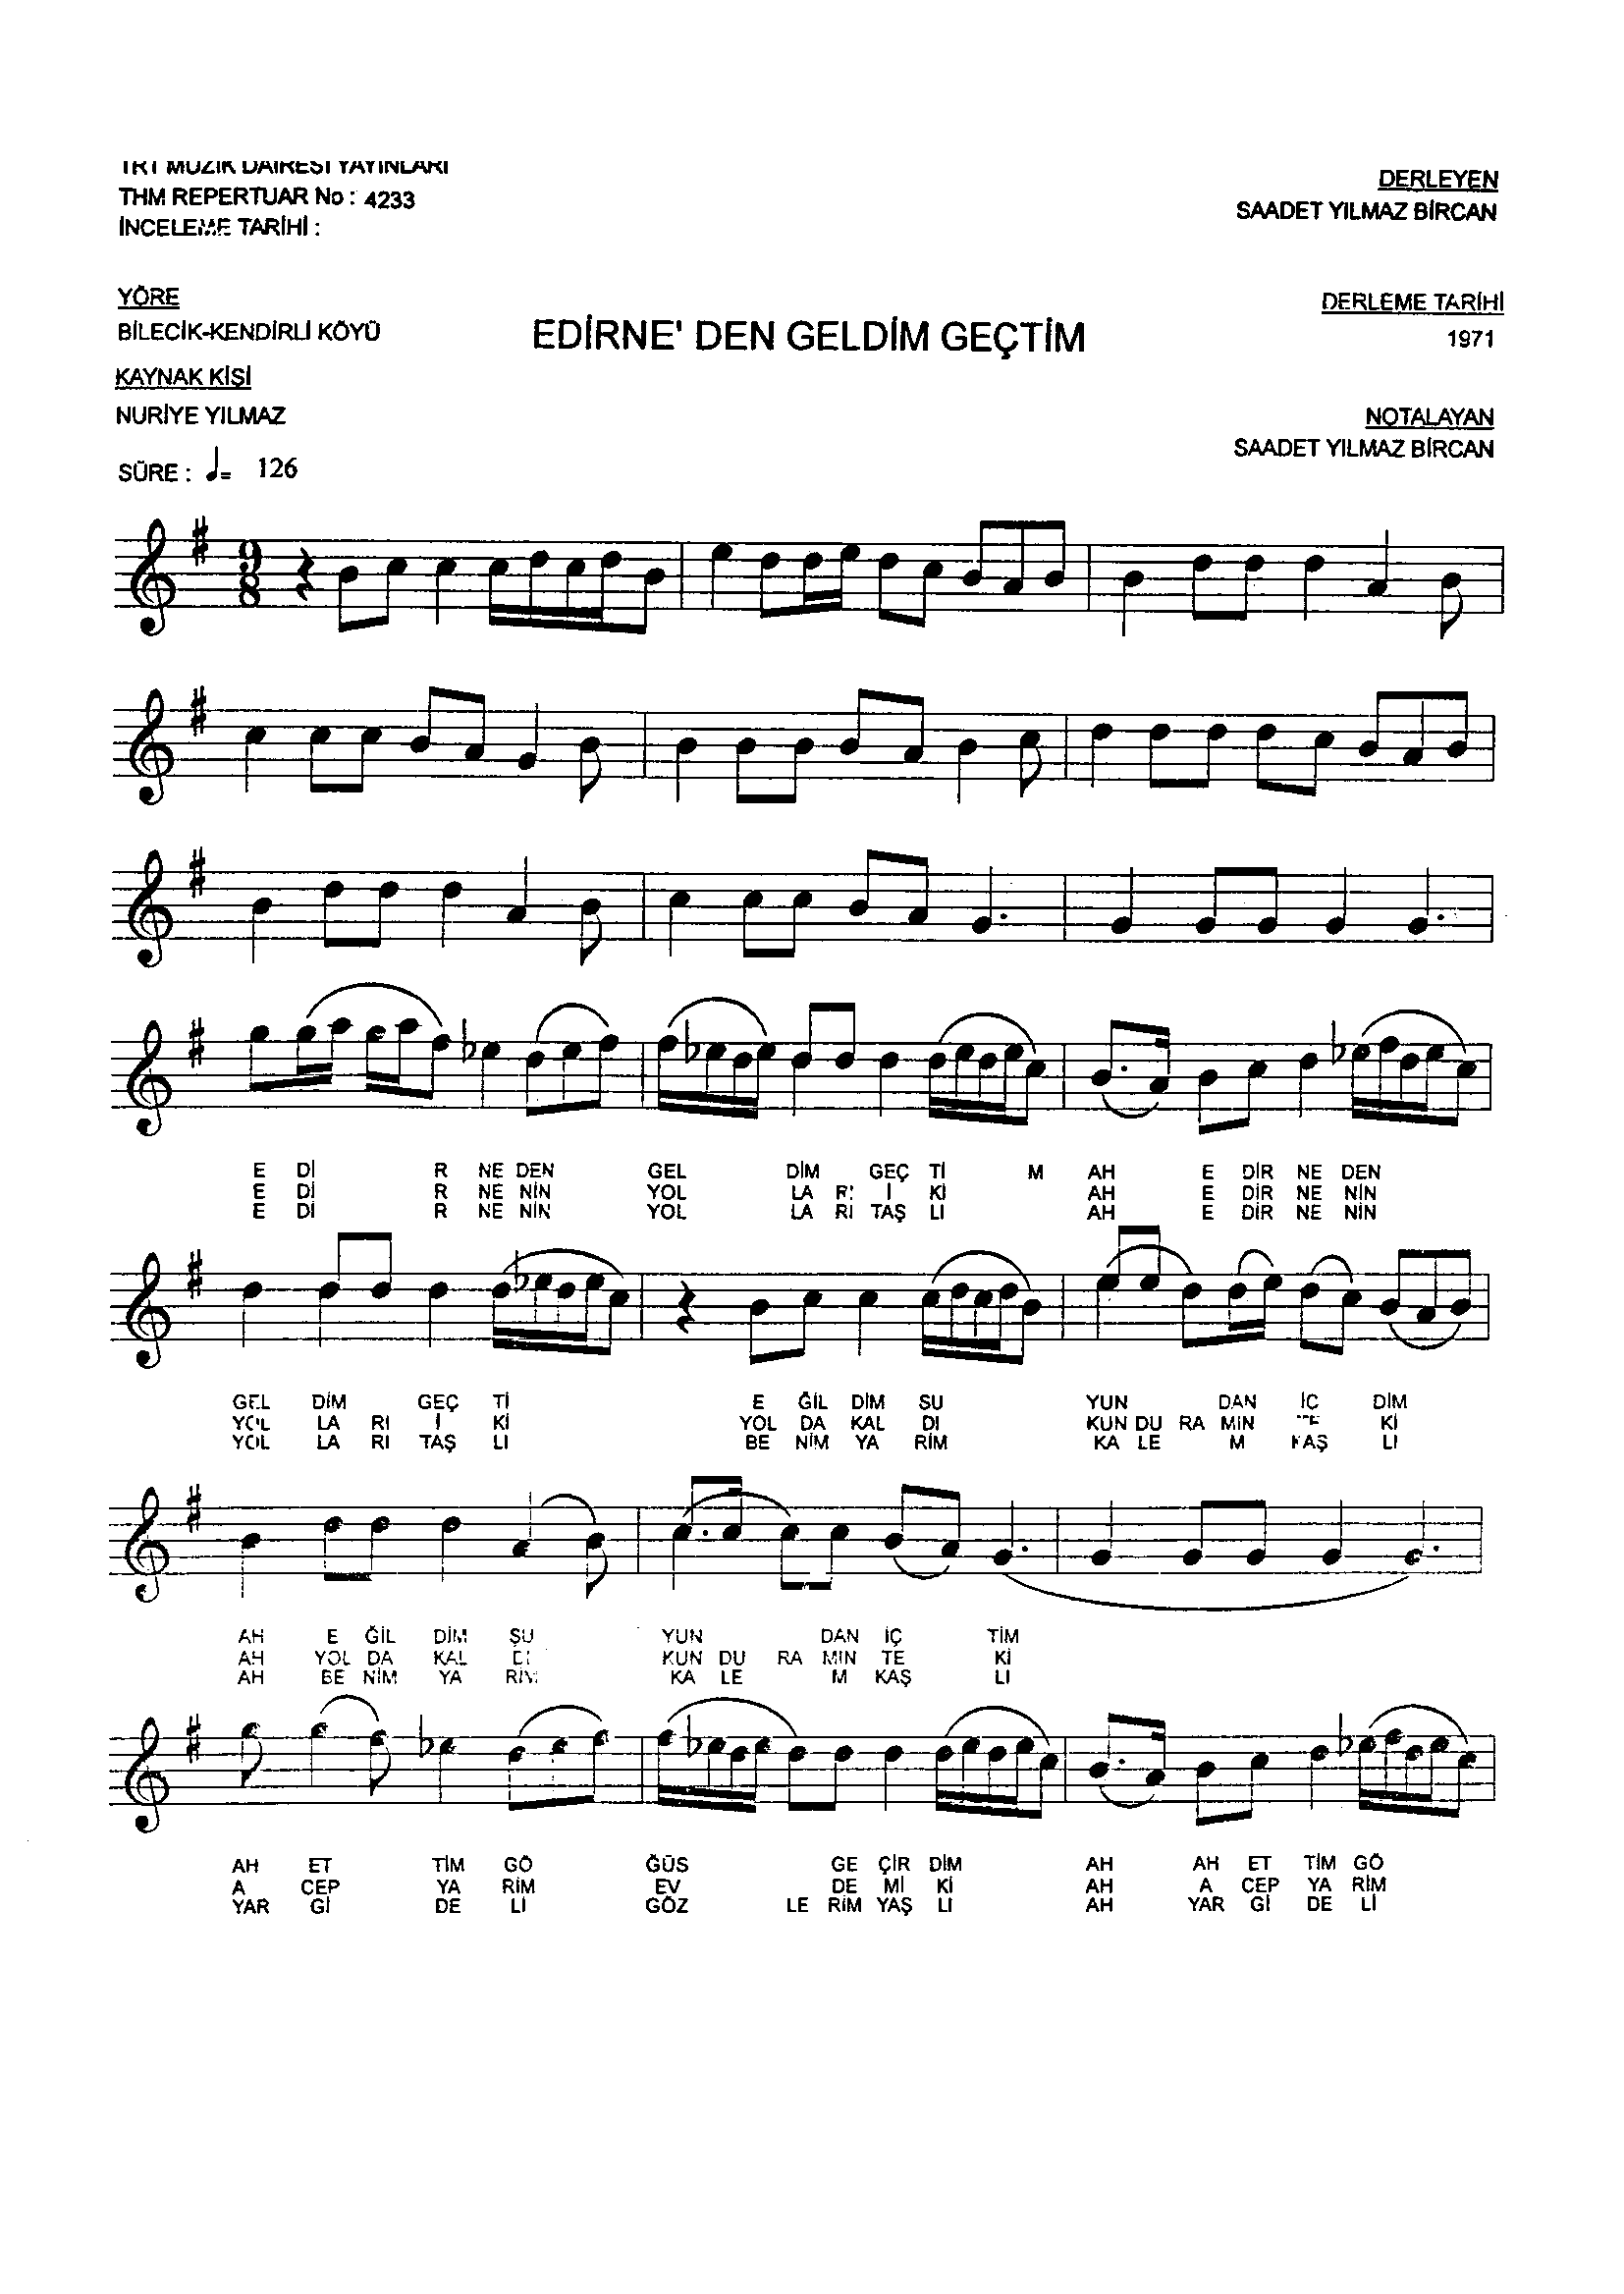 TRT MÜZİK DAİRESİ YAYINLARI
THM REPERTUAR No : 4233
İNCELEME TARİHİ :
DERLEYEN
SAADET YILMAZ BİRCAN
YÖRE
BİLECİK-KENDİRLİ KÖYÜ
EDİRNE' DEN GELDİM GEÇTİM
DERLEME TARİHİ
1971
KAYNAK KİŞİ
NURİYE YILMAZ
NOTALAYAN
SAADET YILMAZ BİRCAN
SÜRE : ♩= 126
9
8
E Dİ R NE DEN GEL DİM GEÇ Tİ M AH E DİR NE DEN
E Dİ R NE NİN YOL LA Rı İ Kİ AH E DİR NE NİN
E Dİ R NE NİN YOL LA RI TAŞ LI AH E DİR NE NİN
GEL DİM GEÇ Tİ E ĞİL DİM SU YUN DAN İÇ DİM
YOL LA RI İ Kİ YOL DA KAL DI KUN DU RA MIN TE Kİ
YOL LA RI TAŞ LI BE NİM YA RİM KA LE M KAŞ LI
AH E ĞİL DİM ŞU YUN DAN İÇ TİM
AH YOL DA KAL DI KUN DU RA MIN TE Kİ
AH BE NİM YA RİM KA LE M KAŞ LI
AH ET TİM GÖ ĞÜS GE ÇİR DİM AH AH ET TİM GÖ
A CEP YA RİM EV DE Mİ Kİ AH A CEP YA RİM
YAR Gİ DE Lİ GÖZ LE RİM YAŞ LI AH YAR Gİ DE Lİ